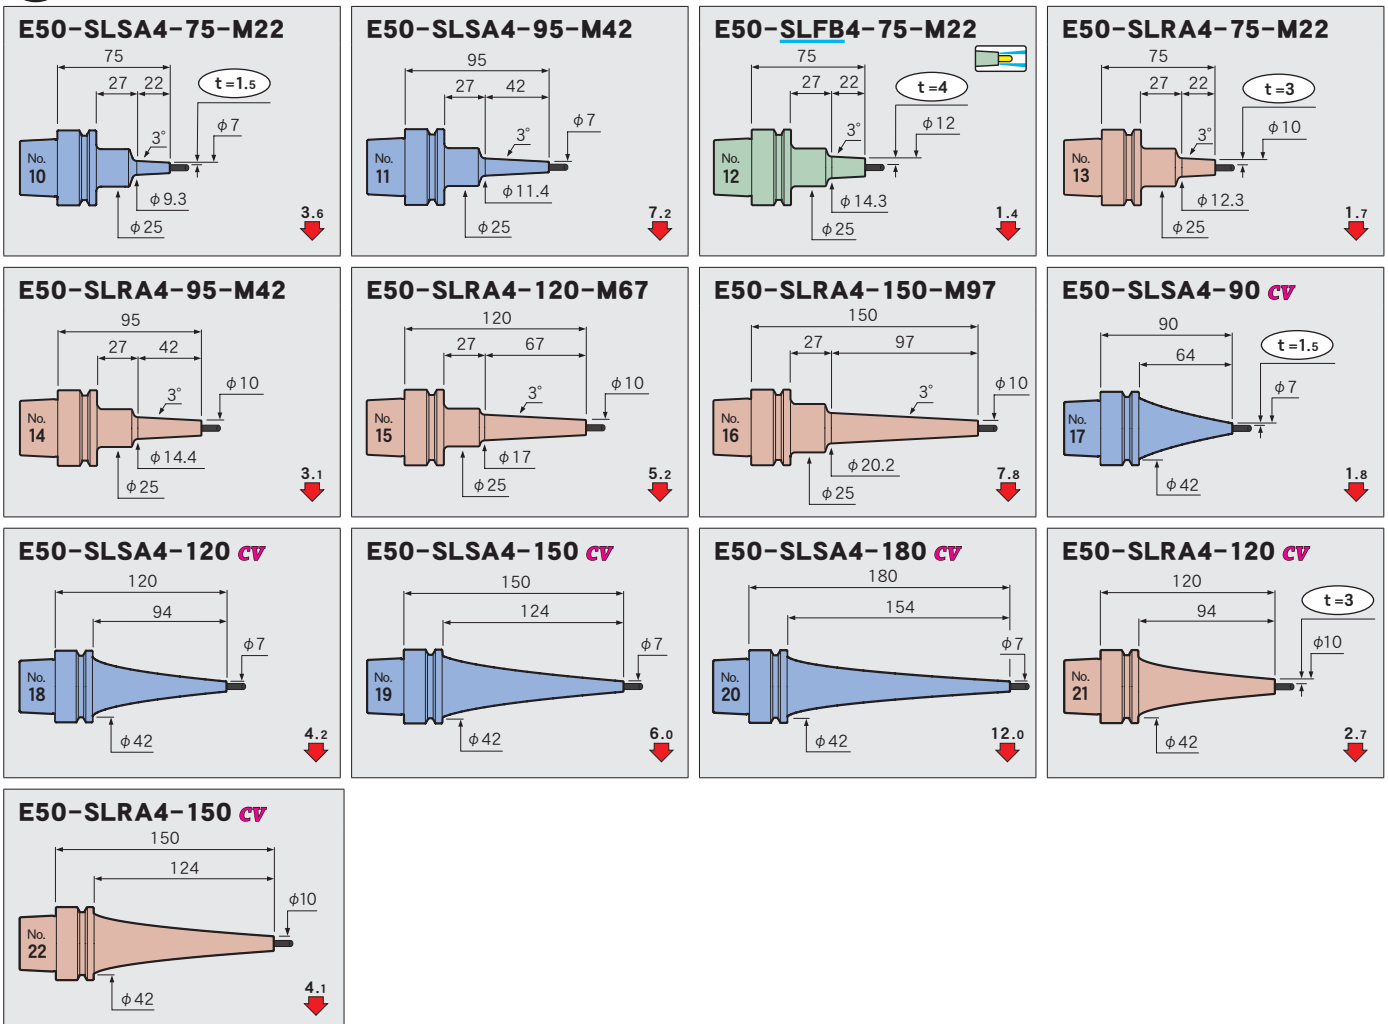 E50-SLSA4-75-M22
75
27 22
t=1.5
φ7
3°
No.
10
φ9.3
φ25
3.6
E50-SLSA4-95-M42
95
27 42
φ7
3°
No.
11
φ11.4
φ25
7.2
E50-SLFB4-75-M22
75
27 22
t=4
φ12
3°
No.
12
φ14.3
φ25
1.4
E50-SLRA4-75-M22
75
27 22
t=3
φ10
3°
No.
13
φ12.3
φ25
1.7
E50-SLRA4-95-M42
95
27 42
φ10
3°
No.
14
φ14.4
φ25
3.1
E50-SLRA4-120-M67
120
27 67
φ10
3°
No.
15
φ17
φ25
5.2
E50-SLRA4-150-M97
150
27 97
φ10
3°
No.
16
φ20.2
φ25
7.8
E50-SLSA4-90 CV
90
t=1.5
64
φ7
No.
17
φ42
1.8
E50-SLSA4-120 CV
120
94
φ7
No.
18
φ42
4.2
E50-SLSA4-150 CV
150
124
φ7
No.
19
φ42
6.0
E50-SLSA4-180 CV
180
154
φ7
No.
20
φ42
12.0
E50-SLRA4-120 CV
120
t=3
94
φ10
No.
21
φ42
2.7
E50-SLRA4-150 CV
150
124
φ10
No.
22
φ42
4.1